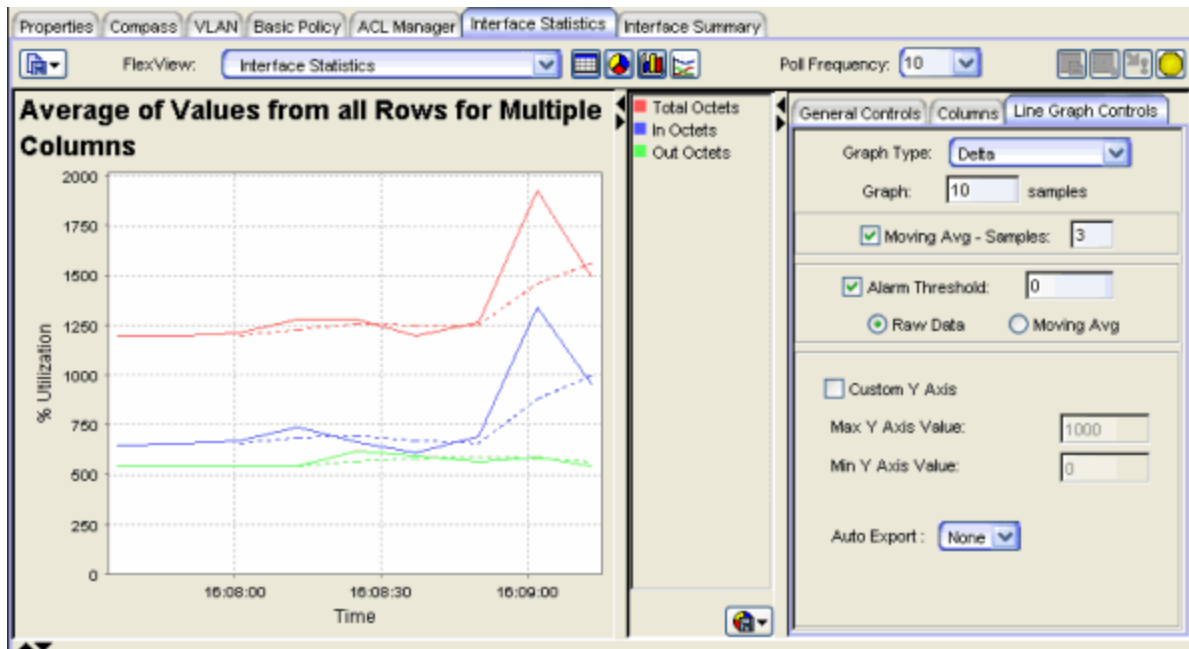 Properties Compass VLAN Basic Policy ACL Manager Interface Statistics Interface Summary
FlexView: Interface Statistics Poll Frequency: 10
Average of Values from all Rows for Multiple
Columns
Total Octets
In Octets
Out Octets
General Controls Columns Line Graph Controls
Graph Type: Delta
Graph: 10 samples
Moving Avg - Samples: 3
Alarm Threshold: 0
Raw Data Moving Avg
Custom Y Axis
Max Y Axis Value: 1000
Min Y Axis Value: 0
Auto Export : None
% Utilization
2000
1750
1500
1250
1000
750
500
250
0
16:08:00 16:08:30 16:09:00
Time